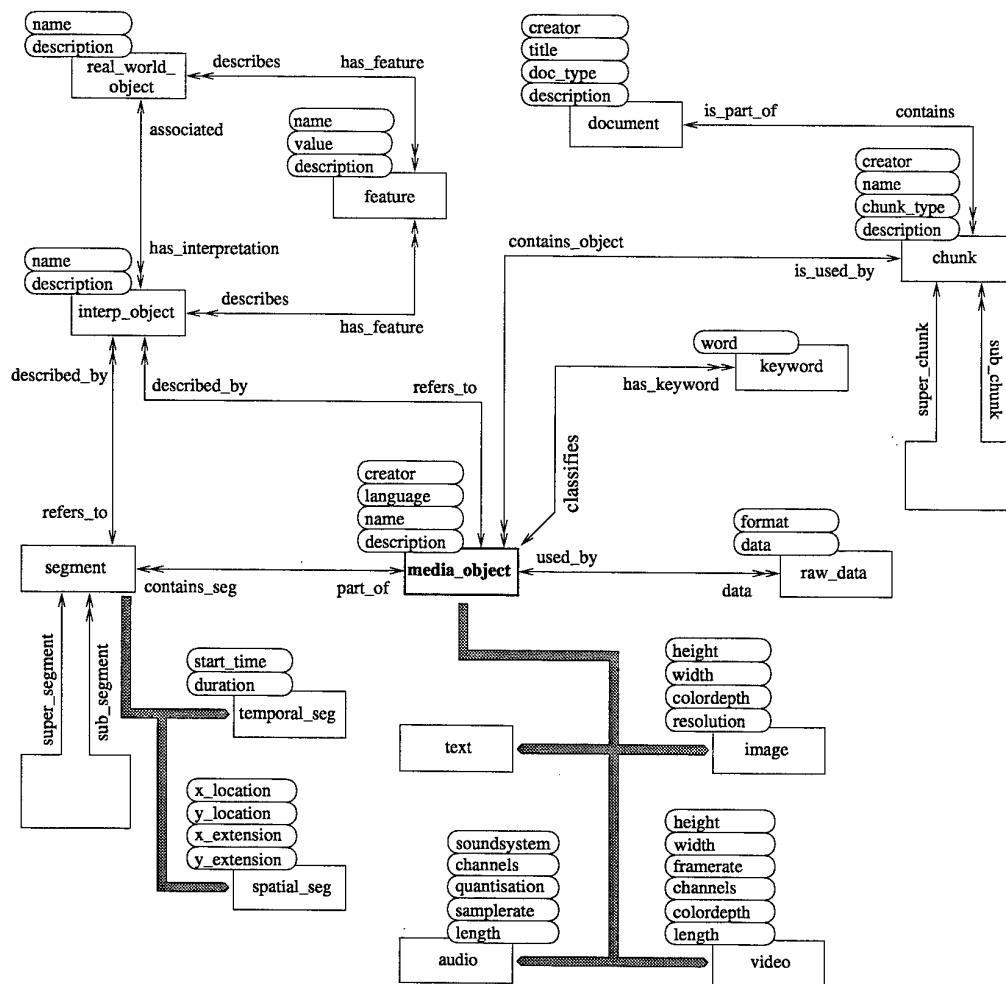 name
description
real_world_
object
describes
has_feature
associated
name
value
description
feature
has_interpretation
name
description
interp_object
describes
has_feature
creator
title
doc_type
description
document
is_part_of
contains
creator
name
chunk_type
description
chunk
contains_object
is_used_by
super_chunk
sub_chunk
word
keyword
has_keyword
classifies
described_by
described_by
refers_to
refers_to
creator
language
name
description
media_object
segment
contains_seg
part_of
used_by
data
format
data
raw_data
super_segment
sub_segment
start_time
duration
temporal_seg
x_location
y_location
x_extension
y_extension
spatial_seg
text
height
width
colordepth
resolution
image
soundsystem
channels
quantisation
samplerate
length
audio
height
width
framerate
channels
colordepth
length
video